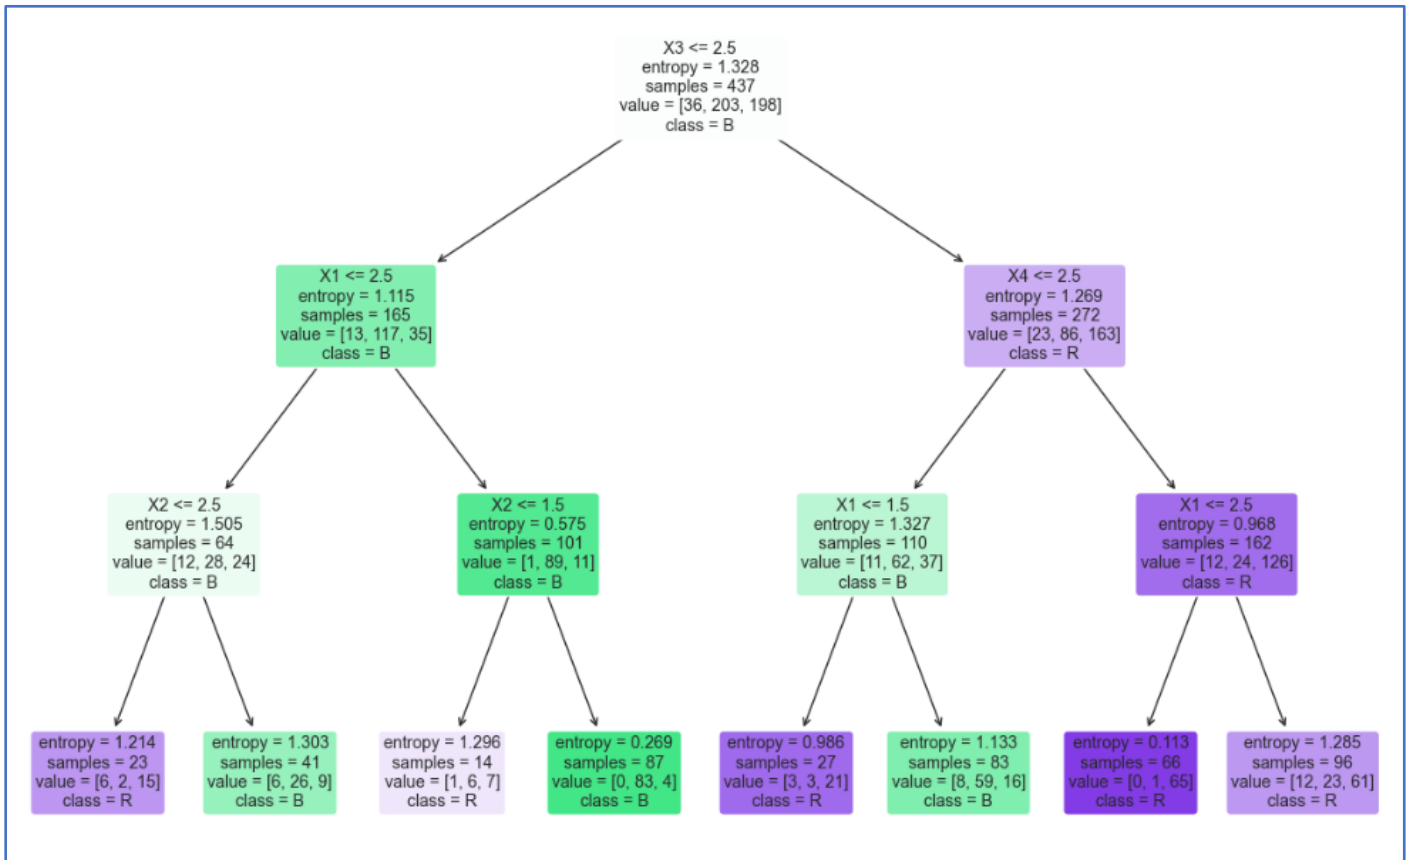 X3 <= 2.5
entropy = 1.328
samples = 437
value = [36, 203, 198]
class = B
X1 <= 2.5
entropy = 1.115
samples = 165
value = [13, 117, 35]
class = B
X4 <= 2.5
entropy = 1.269
samples = 272
value = [23, 86, 163]
class = R
X2 <= 2.5
entropy = 1.505
samples = 64
value = [12, 28, 24]
class = B
X2 <= 1.5
entropy = 0.575
samples = 101
value = [1, 89, 11]
class = B
X1 <= 1.5
entropy = 1.327
samples = 110
value = [11, 62, 37]
class = B
X1 <= 2.5
entropy = 0.968
samples = 162
value = [12, 24, 126]
class = R
entropy = 1.214
samples = 23
value = [6, 2, 15]
class = R
entropy = 1.303
samples = 41
value = [6, 26, 9]
class = B
entropy = 1.296
samples = 14
value = [1, 6, 7]
class = R
entropy = 0.269
samples = 87
value = [0, 83, 4]
class = B
entropy = 0.986
samples = 27
value = [3, 3, 21]
class = R
entropy = 1.133
samples = 83
value = [8, 59, 16]
class = B
entropy = 0.113
samples = 66
value = [0, 1, 65]
class = R
entropy = 1.285
samples = 96
value = [12, 23, 61]
class = R